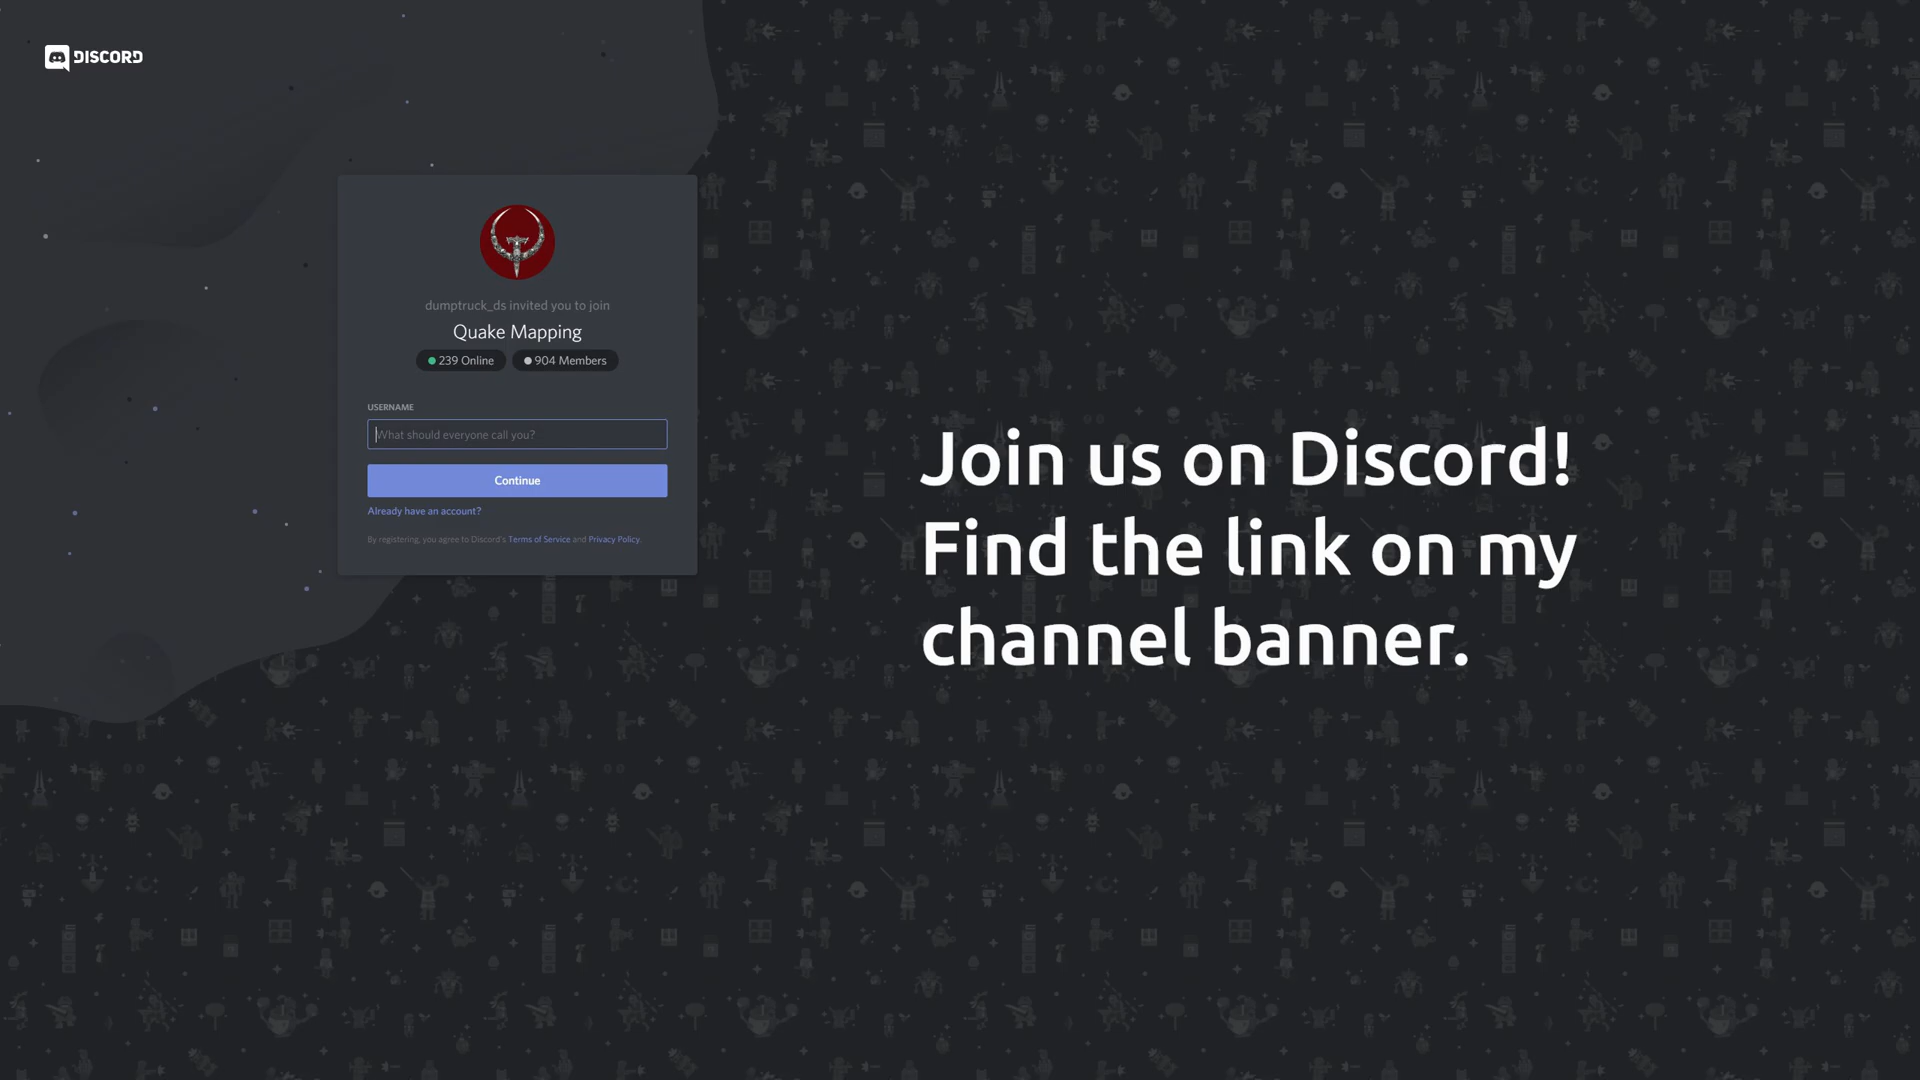 DISCORD
dumptruck_ds invited you to join
Quake Mapping
239 Online 904 Members
USERNAME
What should everyone call you?
Continue
Already have an account?
By registering, you agree to Discord's Terms of Service and Privacy Policy.
Join us on Discord!
Find the link on my
channel banner.